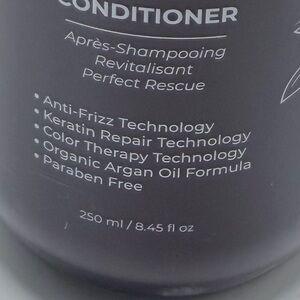 CONDITIONER
Après-Shampooing
Revitalisant
Perfect Rescue
• Anti-Frizz Technology
• Keratin Repair Technology
• Color Therapy Technology
• Organic Argan Oil Formula
• Paraben Free
250 ml / 8.45 fl oz